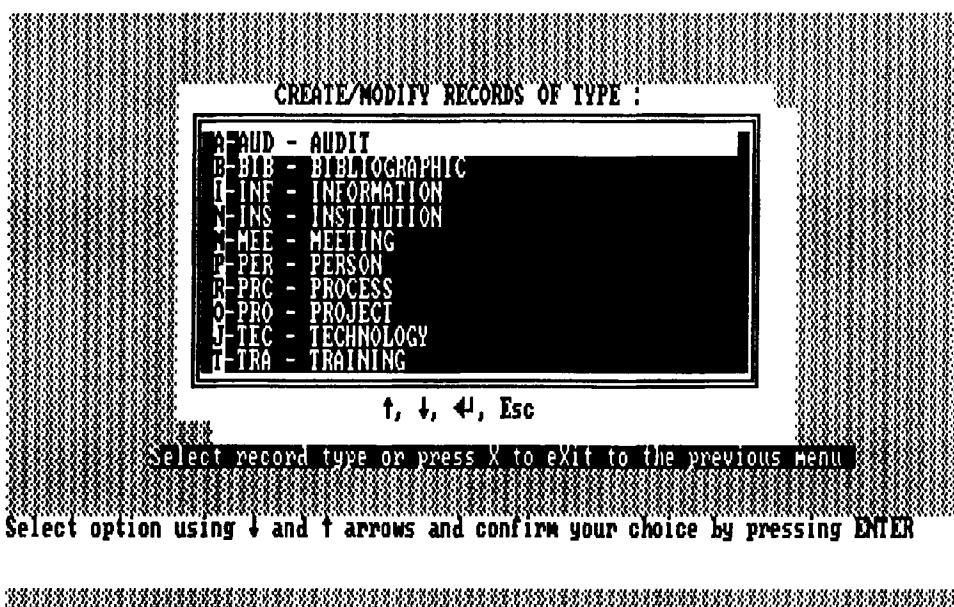 CREATE/MODIFY RECORDS OF TYPE :
A-AUD - AUDIT
B-BIB - BIBLIOGRAPHIC
I-INF - INFORMATION
N-INS - INSTITUTION
M-MEE - MEETING
P-PER - PERSON
R-PRC - PROCESS
O-PRO - PROJECT
J-TEC - TECHNOLOGY
T-TRA - TRAINING
↑, ↓, ↵, Esc
Select record type or press X to eXit to the previous menu
Select option using ↓ and ↑ arrows and confirm your choice by pressing ENTER